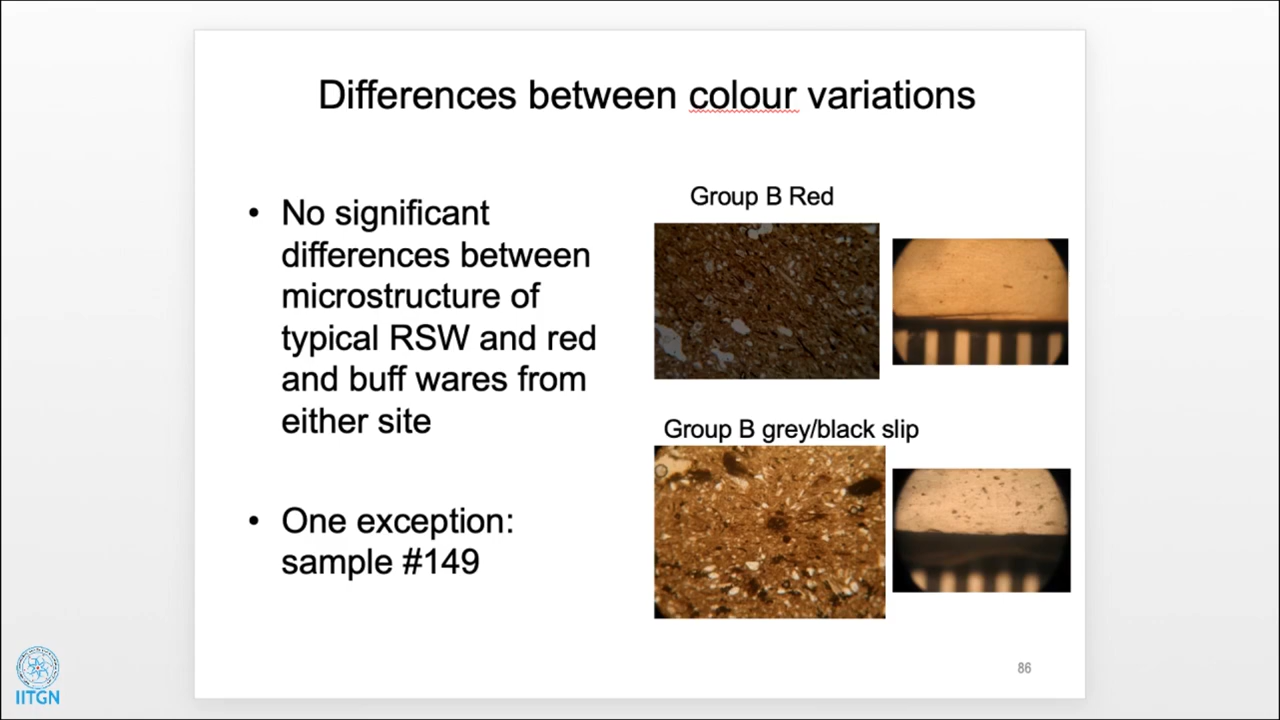 Differences between colour variations
• No significant
differences between
microstructure of
typical RSW and red
and buff wares from
either site
• One exception:
sample #149
Group B Red
Group B grey/black slip
86
IITGN